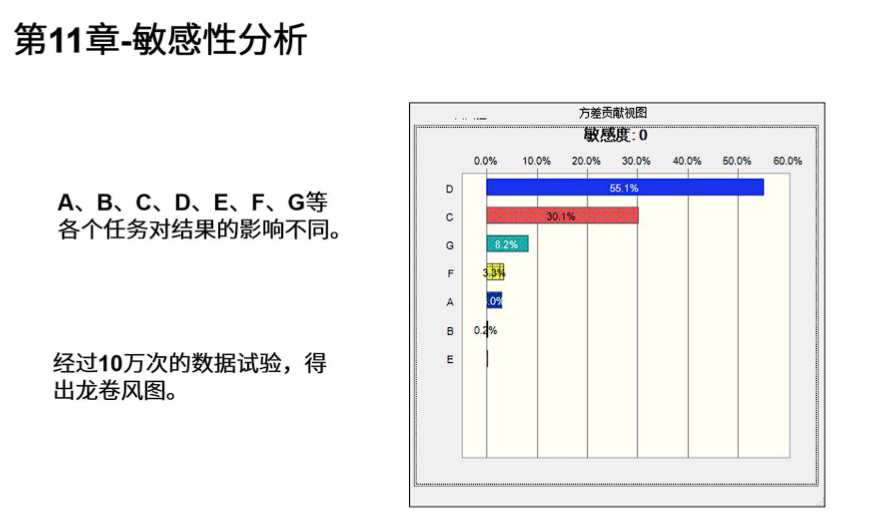 第11章-敏感性分析
A、B、C、D、E、F、G等
各个任务对结果的影响不同。
经过10万次的数据试验，得
出龙卷风图。
方差贡献视图
敏感度: 0
0.0% 10.0% 20.0% 30.0% 40.0% 50.0% 60.0%
D 55.1%
C 30.1%
G 8.2%
F 3.3%
A .0%
B 0.2%
E